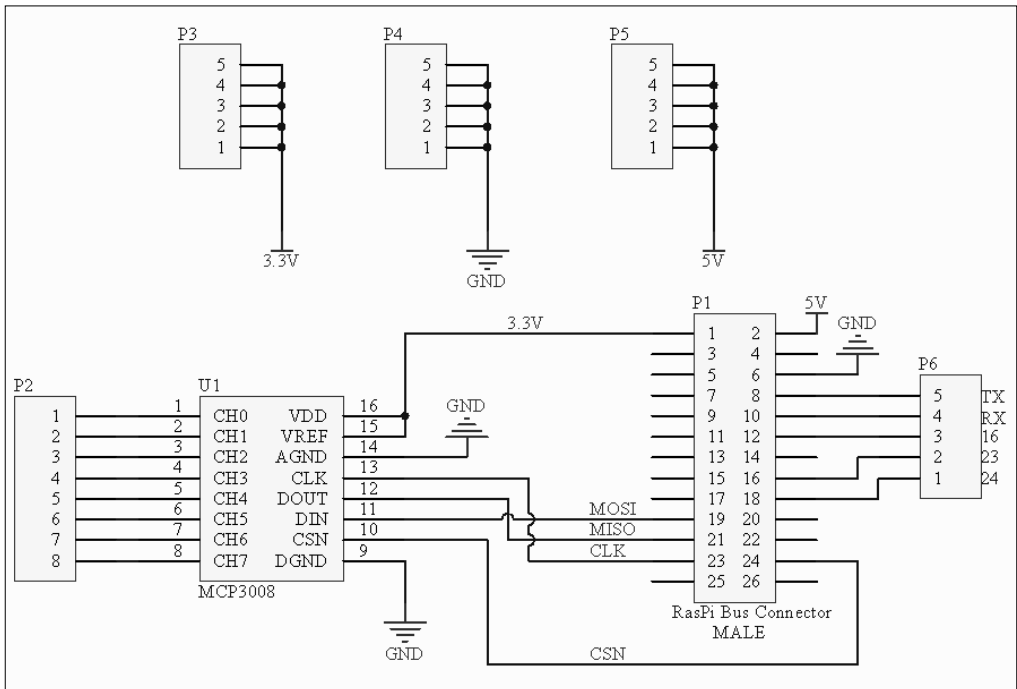 P3
5
4
3
2
1
3.3V
P4
5
4
3
2
1
GND
P5
5
4
3
2
1
5V
P2
1
2
3
4
5
6
7
8
U1
1 CH0 VDD 16
2 CH1 VREF 15
3 CH2 AGND 14
4 CH3 CLK 13
5 CH4 DOUT 12
6 CH5 DIN 11
7 CH6 CSN 10
8 CH7 DGND 9
MCP3008
GND
GND
3.3V
MOSI
MISO
CLK
CSN
P1
1 2
3 4
5 6
7 8
9 10
11 12
13 14
15 16
17 18
19 20
21 22
23 24
25 26
RasPi Bus Connector
MALE
5V
GND
P6
5 TX
4 RX
3 16
2 23
1 24